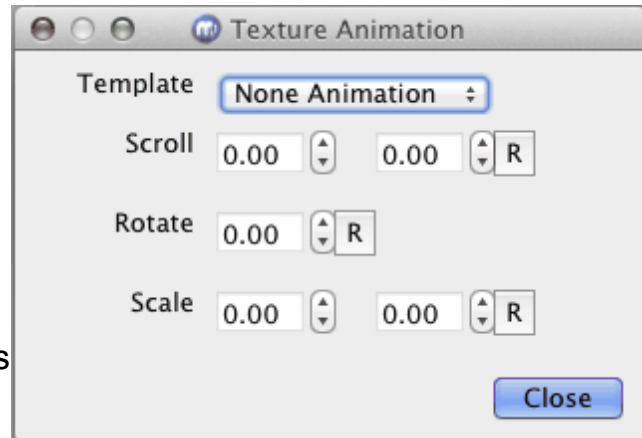 Texture Animation
Template None Animation
Scroll 0.00 0.00 R
Rotate 0.00 R
Scale 0.00 0.00 R
s
Close